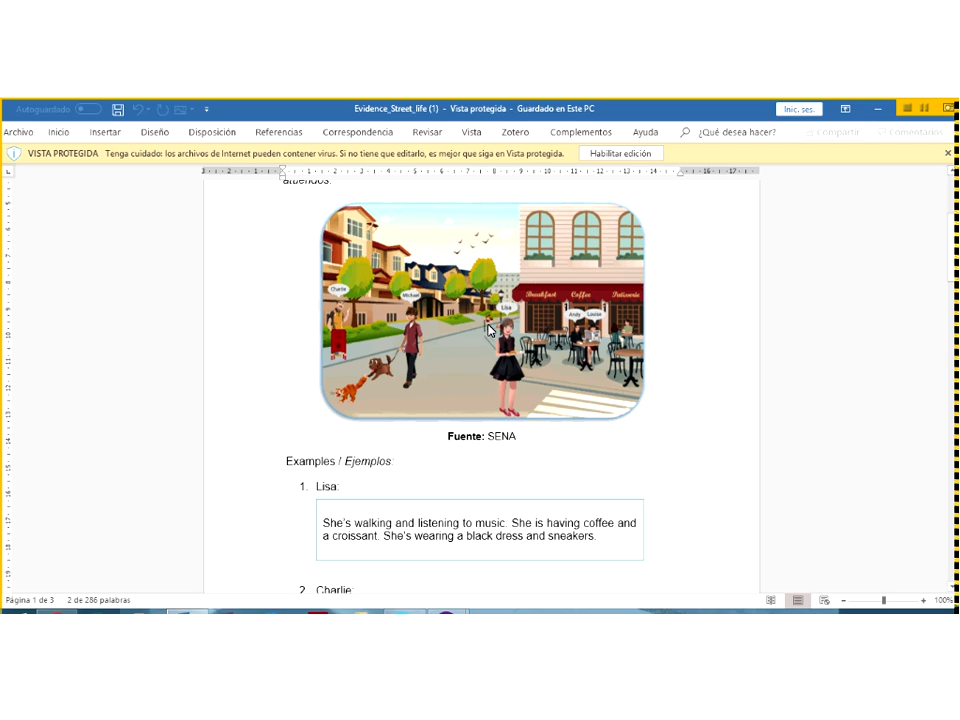 Autoguardado
Evidence_Street_life (1) - Vista protegida - Guardado en Este PC
Inic. ses.
Archivo Inicio Insertar Diseño Disposición Referencias Correspondencia Revisar Vista Zotero Complementos Ayuda ¿Qué desea hacer? Compartir Comentarios
VISTA PROTEGIDA Tenga cuidado: los archivos de Internet pueden contener virus. Si no tiene que editarlo, es mejor que siga en Vista protegida. Habilitar edición
atuendos.
Charlie
Michael
Lisa
Breakfast Coffee Patisserie
Andy Louise
Fuente: SENA
Examples / Ejemplos:
1. Lisa:
She's walking and listening to music. She is having coffee and
a croissant. She's wearing a black dress and sneakers.
2 Charlie:
Página 1 de 3 2 de 286 palabras 100%